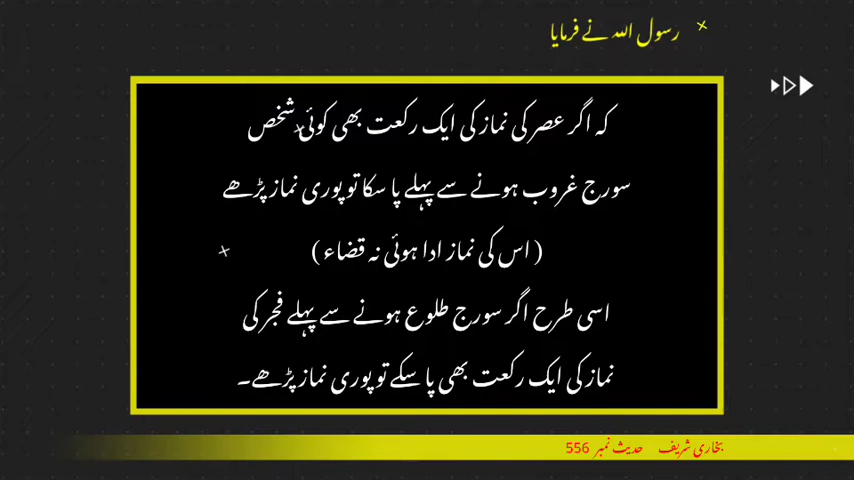 رسول اللہ نے فرمایا
کہ اگر عصر کی نماز کی ایک رکعت بھی کوئی شخص
سورج غروب ہونے سے پہلے پا سکا تو پوری نماز پڑھے
( اس کی نماز ادا ہوئی نہ قضاء )
اسی طرح اگر سورج طلوع ہونے سے پہلے فجر کی
نماز کی ایک رکعت بھی پا سکے تو پوری نماز پڑھے۔
بخاری شریف حدیث نمبر 556